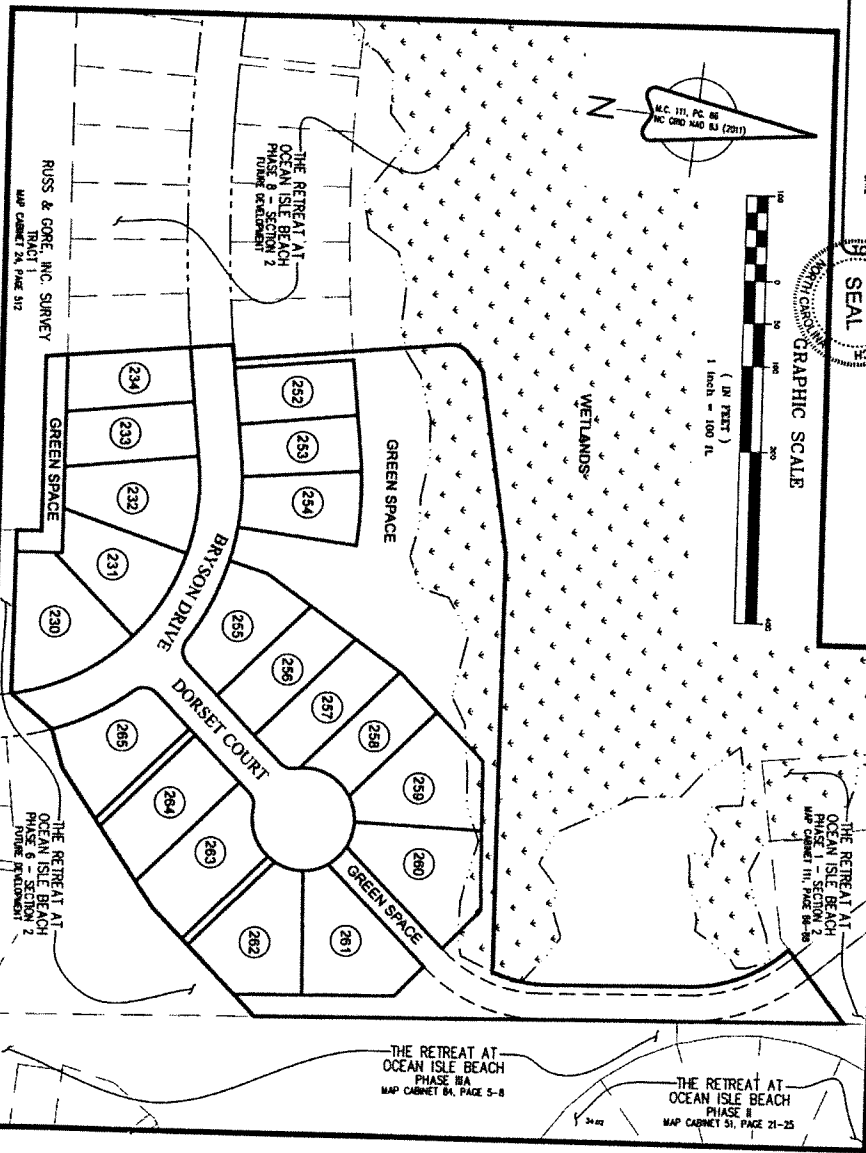 SEAL
NORTH CAROLINA
N
M.C. 111, PG. 86
NC GRID NAD 83 (2011)
GRAPHIC SCALE
100
0
50
100
200
400
( IN FEET )
1 inch = 100 ft.
WETLANDS
THE RETREAT AT
OCEAN ISLE BEACH
PHASE 8 - SECTION 2
FUTURE DEVELOPMENT
RUSS & GORE, INC. SURVEY
TRACT 1
MAP CABINET 24, PAGE 512
GREEN SPACE
GREEN SPACE
GREEN SPACE
234
233
232
231
230
252
253
254
255
256
257
258
259
260
261
262
263
264
265
BRYSON DRIVE
DORSET COURT
THE RETREAT AT
OCEAN ISLE BEACH
PHASE 1 - SECTION 2
MAP CABINET 111, PAGE 86-88
THE RETREAT AT
OCEAN ISLE BEACH
PHASE 6 - SECTION 2
FUTURE DEVELOPMENT
THE RETREAT AT
OCEAN ISLE BEACH
PHASE IIIA
MAP CABINET 84, PAGE 5-8
THE RETREAT AT
OCEAN ISLE BEACH
PHASE II
MAP CABINET 51, PAGE 21-25